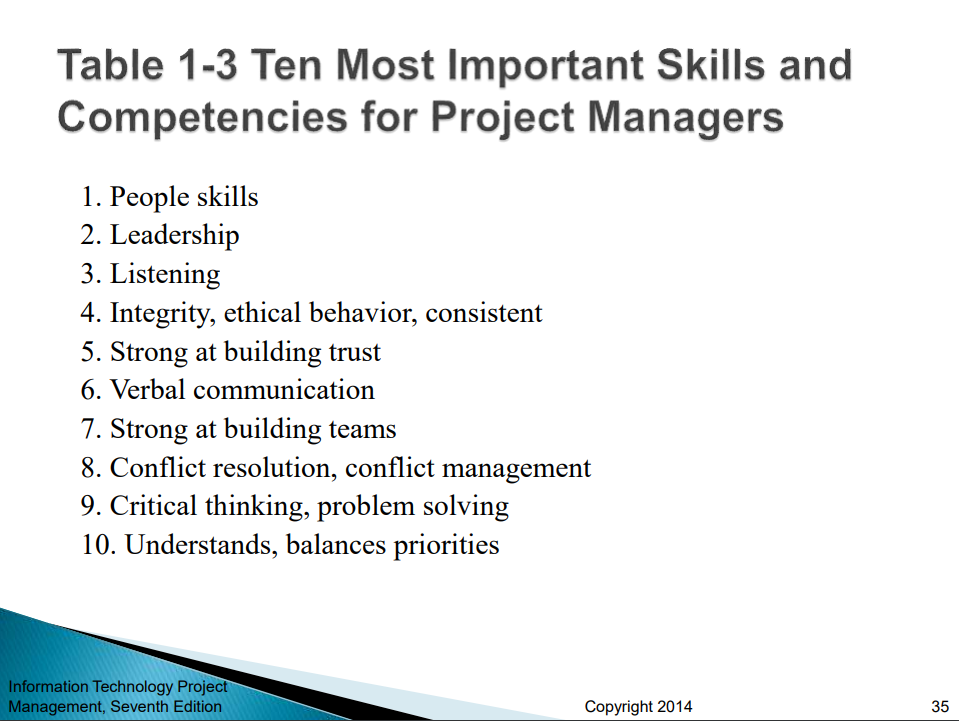 Table 1-3 Ten Most Important Skills and
Competencies for Project Managers
1. People skills
2. Leadership
3. Listening
4. Integrity, ethical behavior, consistent
5. Strong at building trust
6. Verbal communication
7. Strong at building teams
8. Conflict resolution, conflict management
9. Critical thinking, problem solving
10. Understands, balances priorities
Information Technology Project
Management, Seventh Edition
Copyright 2014
35